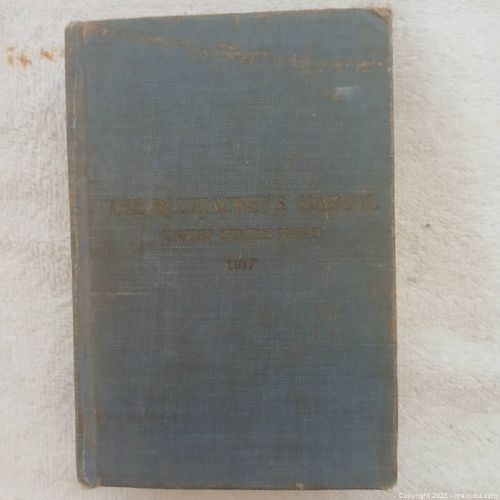 THE BLUEJACKET'S MANUAL
UNITED STATES NAVY
1917
Copyright 2025 - maxsold.com